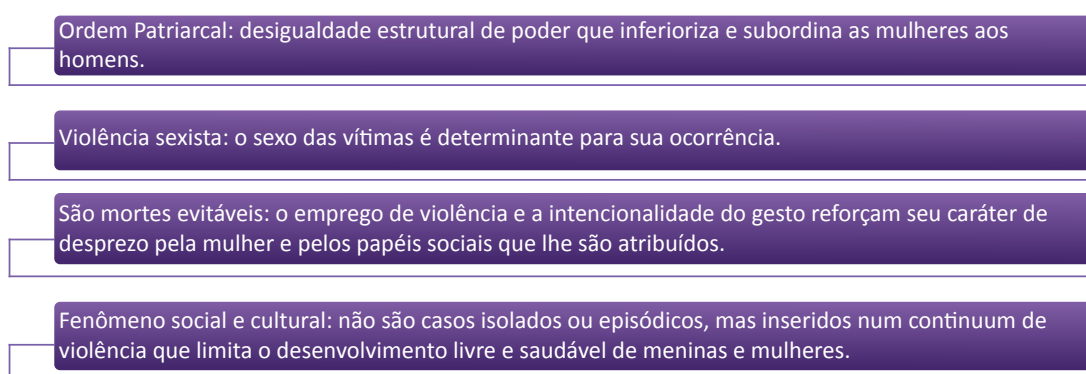 Ordem Patriarcal: desigualdade estrutural de poder que inferioriza e subordina as mulheres aos
homens.
Violência sexista: o sexo das vítimas é determinante para sua ocorrência.
São mortes evitáveis: o emprego de violência e a intencionalidade do gesto reforçam seu caráter de
desprezo pela mulher e pelos papéis sociais que lhe são atribuídos.
Fenômeno social e cultural: não são casos isolados ou episódicos, mas inseridos num continuum de
violência que limita o desenvolvimento livre e saudável de meninas e mulheres.